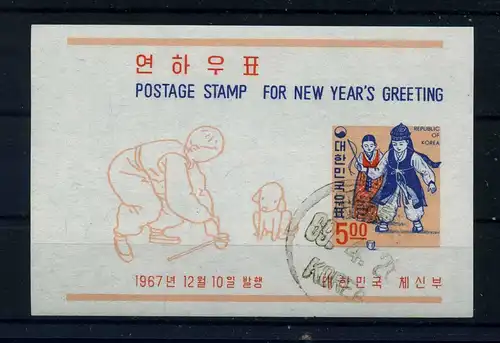 연하우표
POSTAGE STAMP FOR NEW YEAR'S GREETING
REPUBLIC
OF
KOREA
대한민국우표
5.00
KOREA
1967년 12월 10일 발행
대한민국 체신부